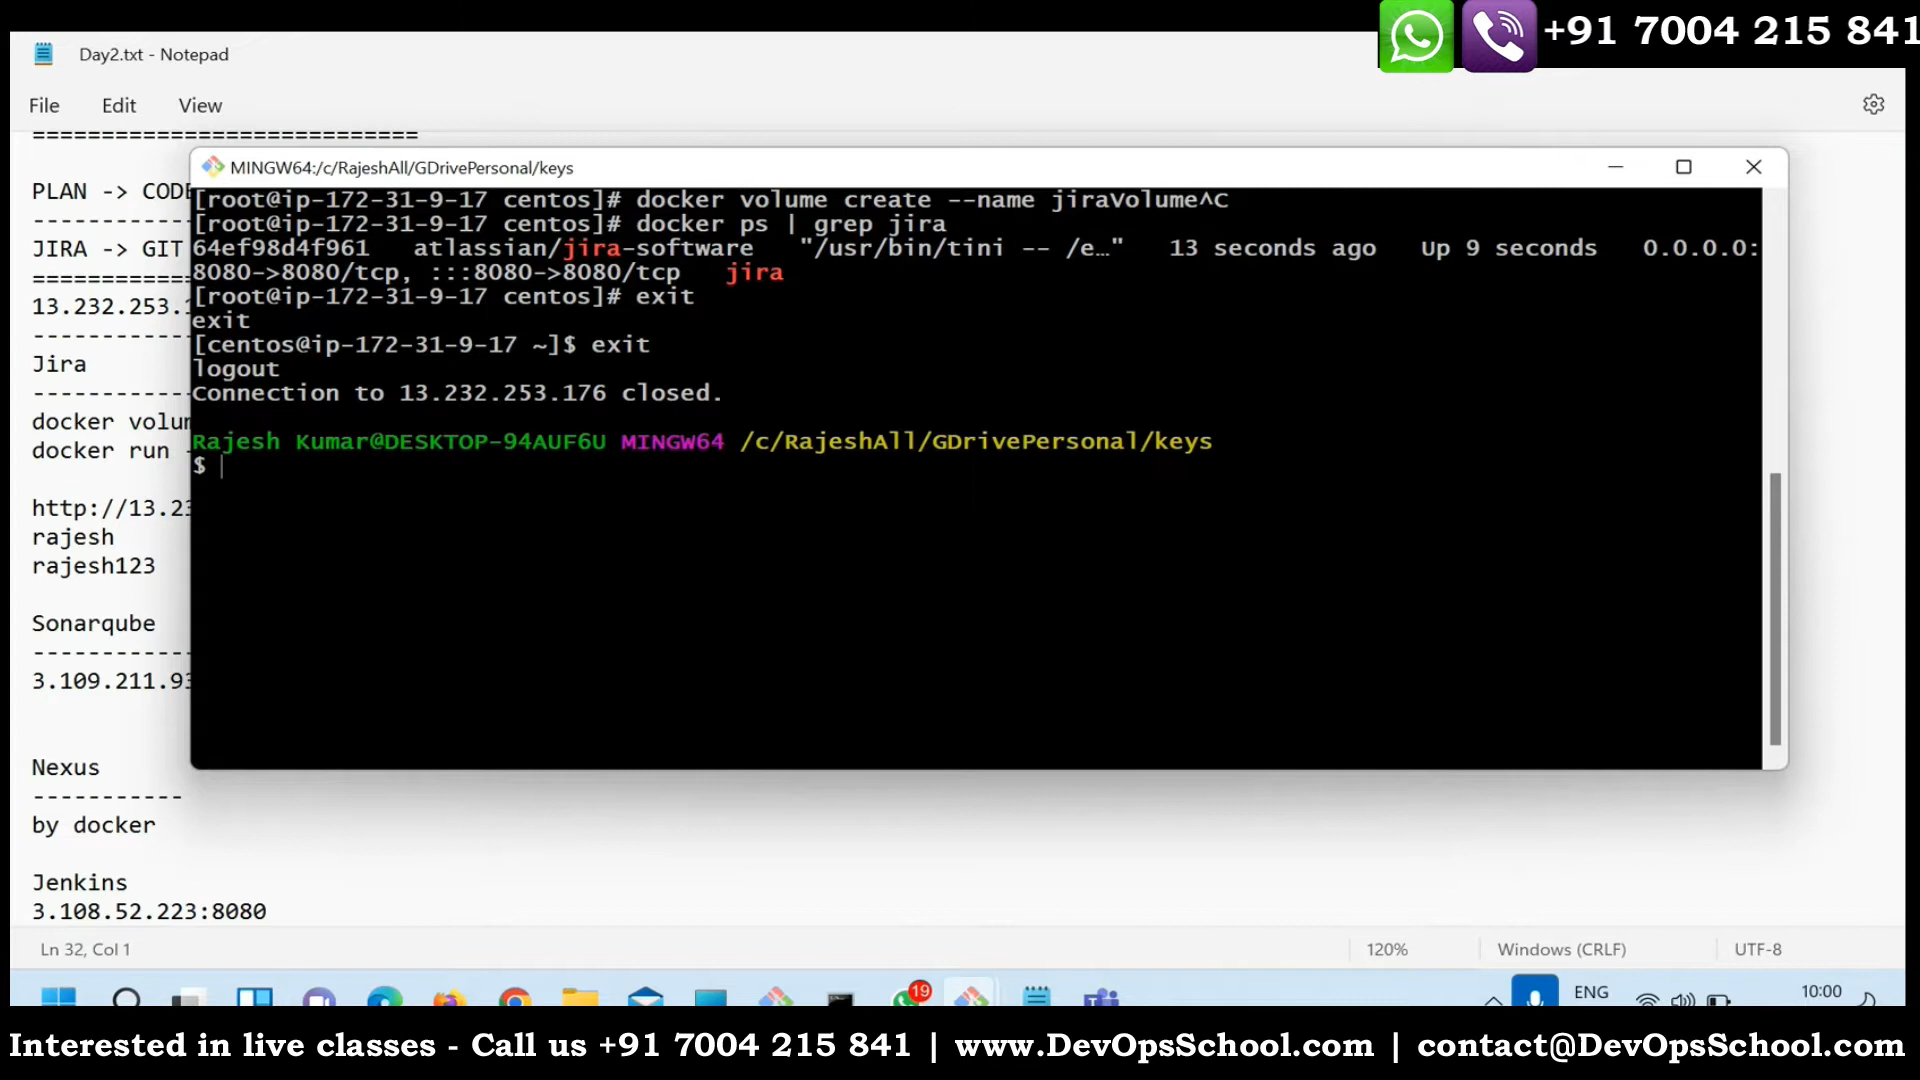 +91 7004 215 841
Day2.txt - Notepad
File Edit View
============================
PLAN -> CODE
-----------
JIRA -> GIT
===========
13.232.253.1
-----------
Jira
-----------
docker volum
docker run -
http://13.23
rajesh
rajesh123
Sonarqube
-----------
3.109.211.93
Nexus
-----------
by docker
Jenkins
3.108.52.223:8080
MINGW64:/c/RajeshAll/GDrivePersonal/keys
[root@ip-172-31-9-17 centos]# docker volume create --name jiraVolume^C
[root@ip-172-31-9-17 centos]# docker ps | grep jira
64ef98d4f961 atlassian/jira-software "/usr/bin/tini -- /e…" 13 seconds ago Up 9 seconds 0.0.0.0:
8080->8080/tcp, :::8080->8080/tcp jira
[root@ip-172-31-9-17 centos]# exit
exit
[centos@ip-172-31-9-17 ~]$ exit
logout
Connection to 13.232.253.176 closed.
Rajesh Kumar@DESKTOP-94AUF6U MINGW64 /c/RajeshAll/GDrivePersonal/keys
$
Ln 32, Col 1 120% Windows (CRLF) UTF-8
19 ENG 10:00
Interested in live classes - Call us +91 7004 215 841 | www.DevOpsSchool.com | contact@DevOpsSchool.com